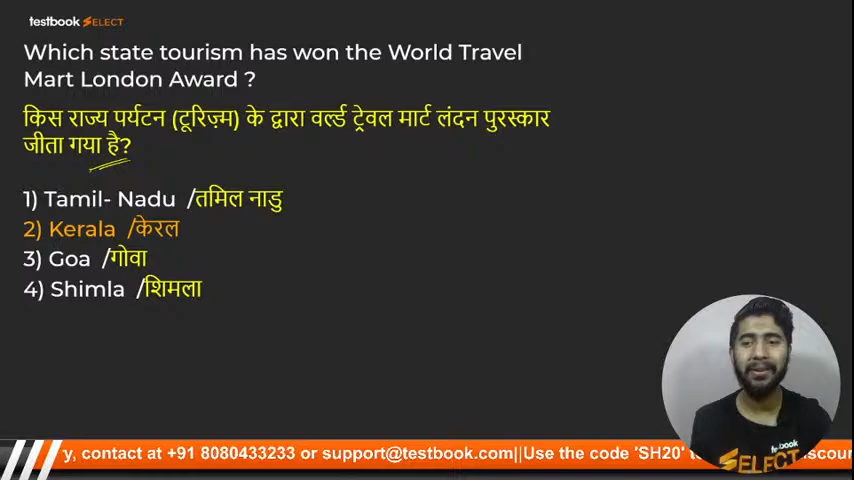 testbook SELECT
Which state tourism has won the World Travel
Mart London Award ?
किस राज्य पर्यटन (टूरिज़्म) के द्वारा वर्ल्ड ट्रेवल मार्ट लंदन पुरस्कार
जीता गया है?
1) Tamil- Nadu /तमिल नाडु
2) Kerala /केरल
3) Goa /गोवा
4) Shimla /शिमला
testbook
SELECT
y, contact at +91 8080433233 or support@testbook.com||Use the code 'SH20'